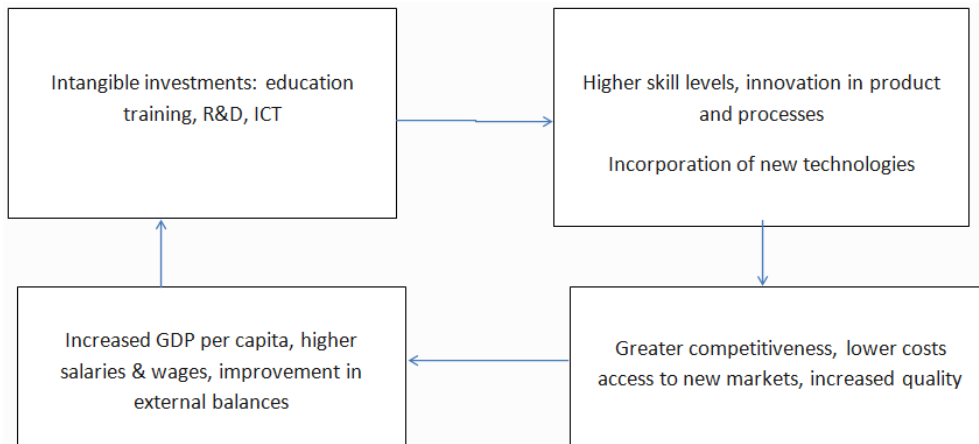 Intangible investments: education
training, R&D, ICT
Higher skill levels, innovation in product
and processes
Incorporation of new technologies
Greater competitiveness, lower costs
access to new markets, increased quality
Increased GDP per capita, higher
salaries & wages, improvement in
external balances